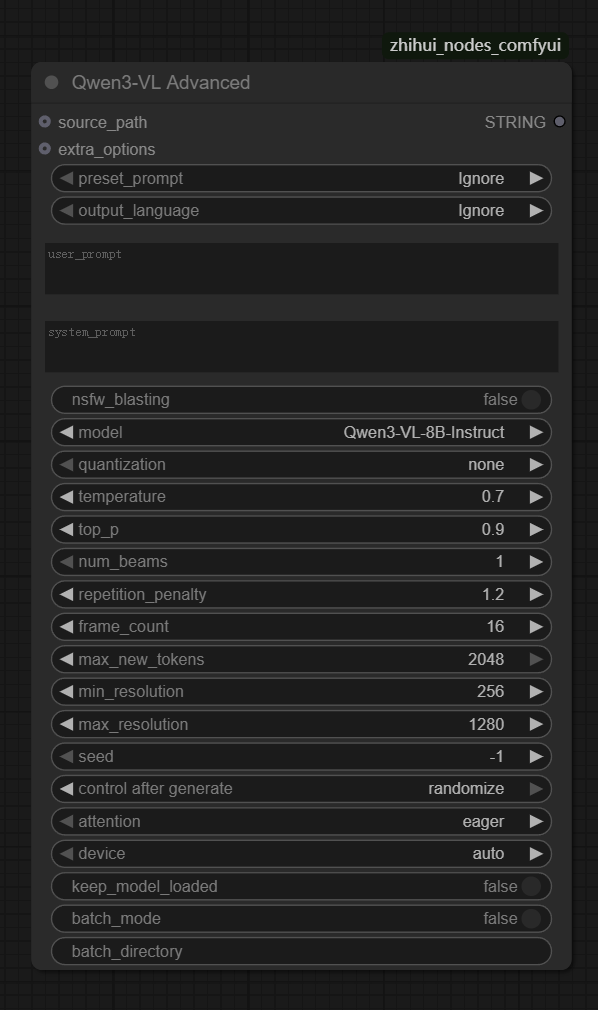 zhihui_nodes_comfyui
Qwen3-VL Advanced
source_path STRING
extra_options
preset_prompt Ignore
output_language Ignore
user_prompt
system_prompt
nsfw_blasting false
model Qwen3-VL-8B-Instruct
quantization none
temperature 0.7
top_p 0.9
num_beams 1
repetition_penalty 1.2
frame_count 16
max_new_tokens 2048
min_resolution 256
max_resolution 1280
seed -1
control after generate randomize
attention eager
device auto
keep_model_loaded false
batch_mode false
batch_directory